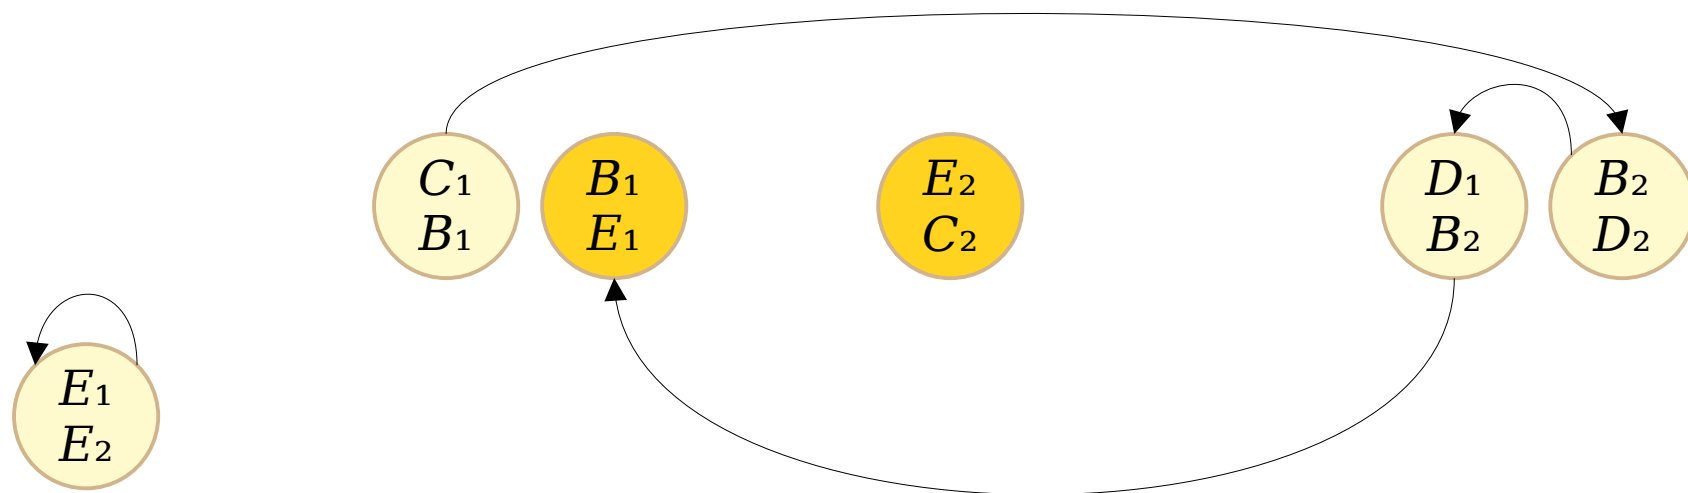 C₁
B₁
B₁
E₁
E₂
C₂
D₁
B₂
B₂
D₂
E₁
E₂